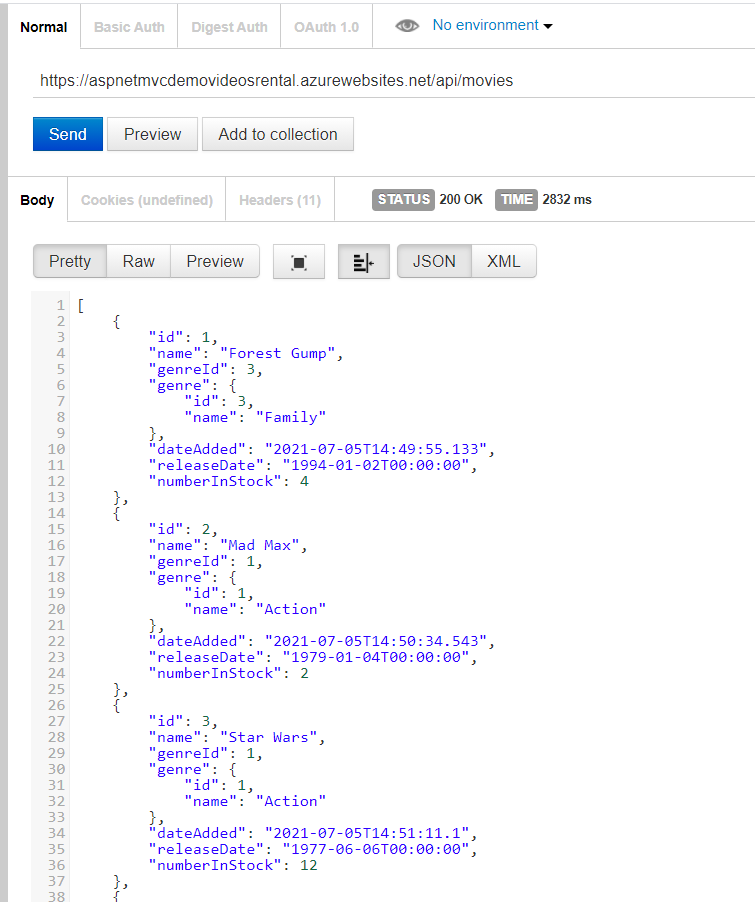 Normal Basic Auth Digest Auth OAuth 1.0 No environment
https://aspnetmvcdemovideosrental.azurewebsites.net/api/movies
Send Preview Add to collection
Body Cookies (undefined) Headers (11) STATUS 200 OK TIME 2832 ms
Pretty Raw Preview JSON XML
1 [
2 {
3 "id": 1,
4 "name": "Forest Gump",
5 "genreId": 3,
6 "genre": {
7 "id": 3,
8 "name": "Family"
9 },
10 "dateAdded": "2021-07-05T14:49:55.133",
11 "releaseDate": "1994-01-02T00:00:00",
12 "numberInStock": 4
13 },
14 {
15 "id": 2,
16 "name": "Mad Max",
17 "genreId": 1,
18 "genre": {
19 "id": 1,
20 "name": "Action"
21 },
22 "dateAdded": "2021-07-05T14:50:34.543",
23 "releaseDate": "1979-01-04T00:00:00",
24 "numberInStock": 2
25 },
26 {
27 "id": 3,
28 "name": "Star Wars",
29 "genreId": 1,
30 "genre": {
31 "id": 1,
32 "name": "Action"
33 },
34 "dateAdded": "2021-07-05T14:51:11.1",
35 "releaseDate": "1977-06-06T00:00:00",
36 "numberInStock": 12
37 },
38 {